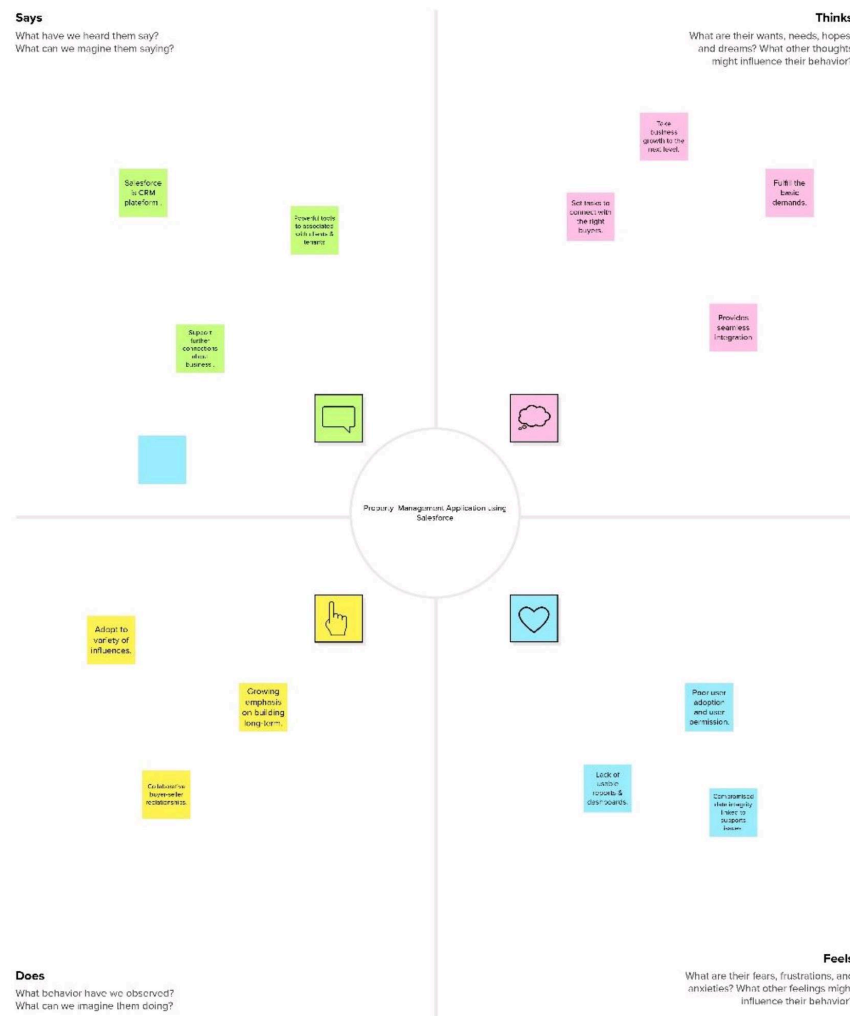 Says
What have we heard them say?
What can we magine them saying?
Thinks
What are their wants, needs, hopes
and dreams? What other thoughts
might influence their behavior?
Salesforce
is CRM
plateform .
Powerful tools
to associated
with clients &
tenants
Support
further
connections
about
business .
Take
business
growth to the
next level.
Set tasks to
connect with
the right
buyers.
Fulfill the
basic
demands.
Provides
seamless
integration
Property Management Application using
Salesforce
Adopt to
variety of
influences.
Growing
emphasis
on building
long-term.
Collaborative
buyer-seller
relationships.
Poor user
adoption
and user
permission.
Lack of
usable
reports &
dashboards.
Compromised
data integrity
linked to
supports
issues
Does
What behavior have we observed?
What can we imagine them doing?
Feels
What are their fears, frustrations, and
anxieties? What other feelings might
influence their behavior?